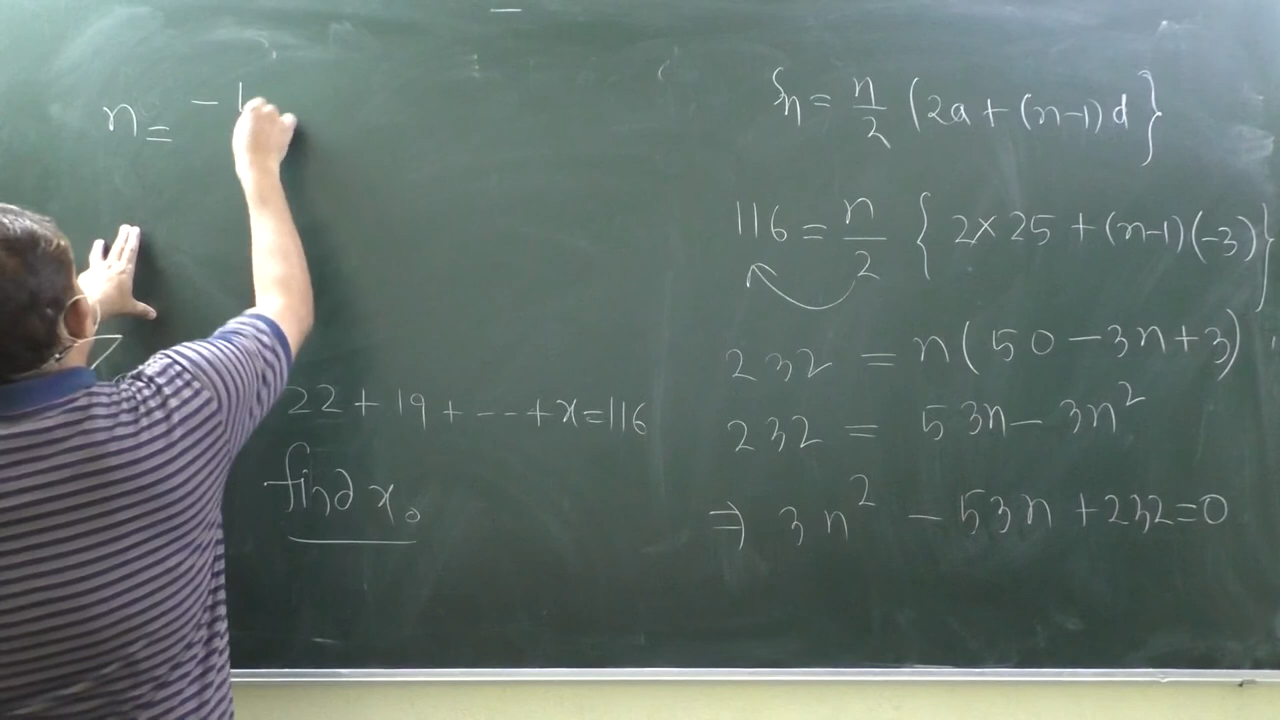 n = - 1
22 + 19 + --- + x = 116
find x.
Sn = n/2 (2a + (n-1)d}
116 = n/2 { 2 × 25 + (n-1)(-3)}
232 = n(50 - 3n + 3)
232 = 53n - 3n²
⇒ 3n² - 53n + 232 = 0